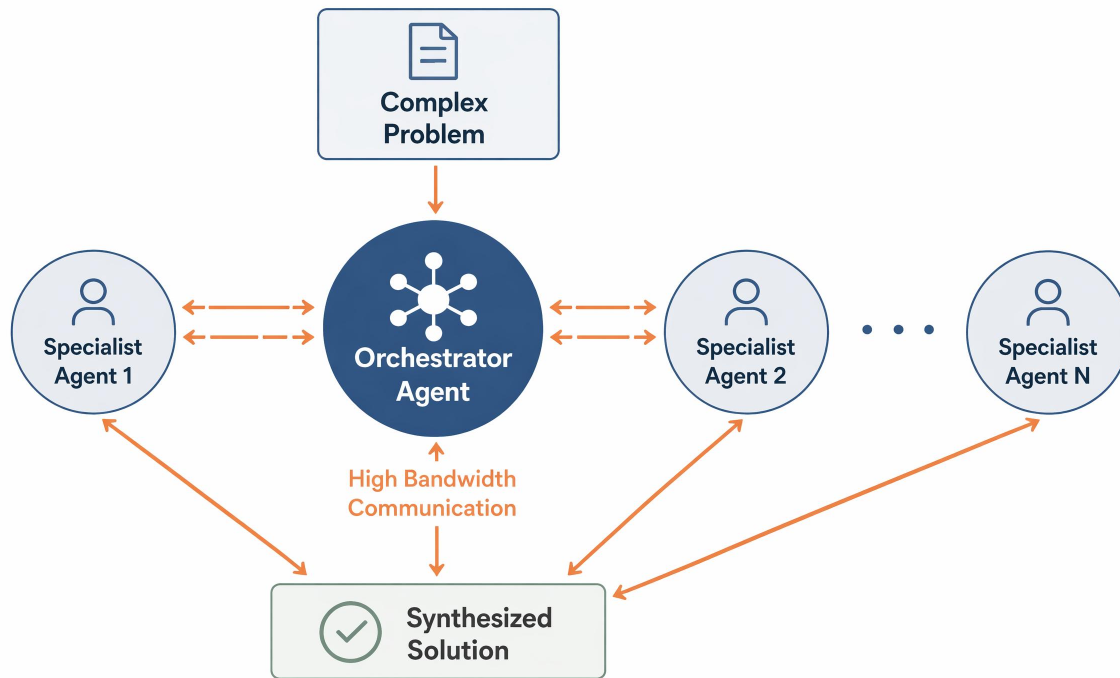 Complex
Problem
Orchestrator
Agent
Specialist
Agent 1
Specialist
Agent 2
Specialist
Agent N
High Bandwidth
Communication
Synthesized
Solution